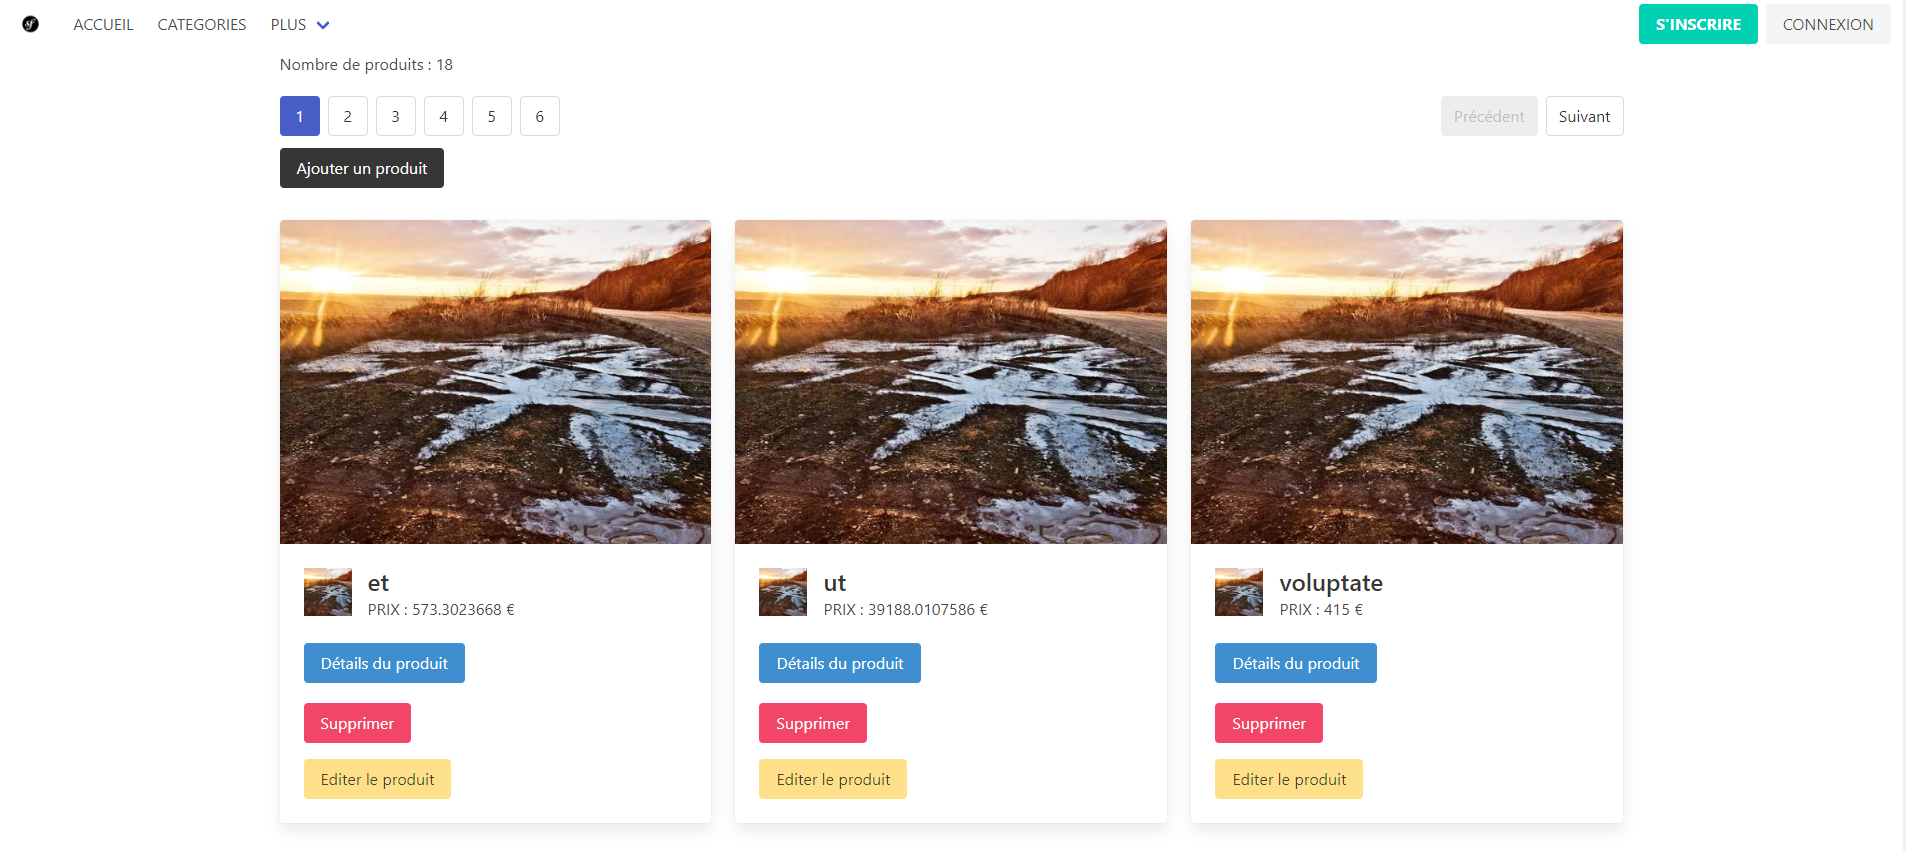 sf ACCUEIL CATEGORIES PLUS S'INSCRIRE CONNEXION
Nombre de produits : 18
1 2 3 4 5 6 Précédent Suivant
Ajouter un produit
et
PRIX : 573.3023668 €
Détails du produit
Supprimer
Editer le produit
ut
PRIX : 39188.0107586 €
Détails du produit
Supprimer
Editer le produit
voluptate
PRIX : 415 €
Détails du produit
Supprimer
Editer le produit